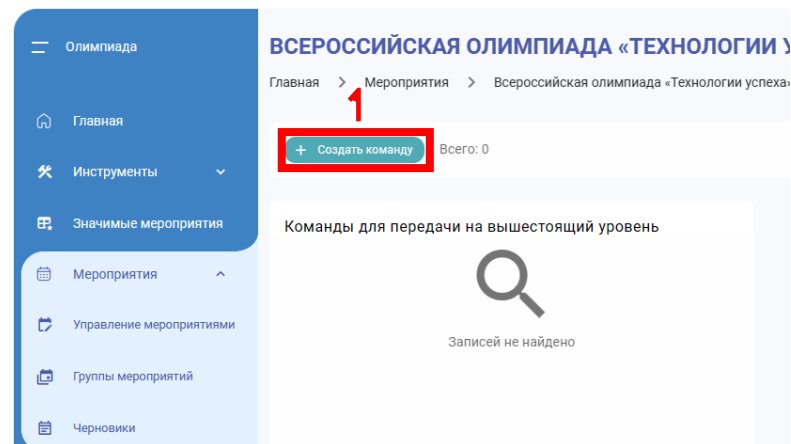 Олимпиада
Главная
Инструменты
Значимые мероприятия
Мероприятия
Управление мероприятиями
Группы мероприятий
Черновики
ВСЕРОССИЙСКАЯ ОЛИМПИАДА «ТЕХНОЛОГИИ
Главная > Мероприятия > Всероссийская олимпиада «Технологии успеха»
1
+ Создать команду Всего: 0
Команды для передачи на вышестоящий уровень
Записей не найдено